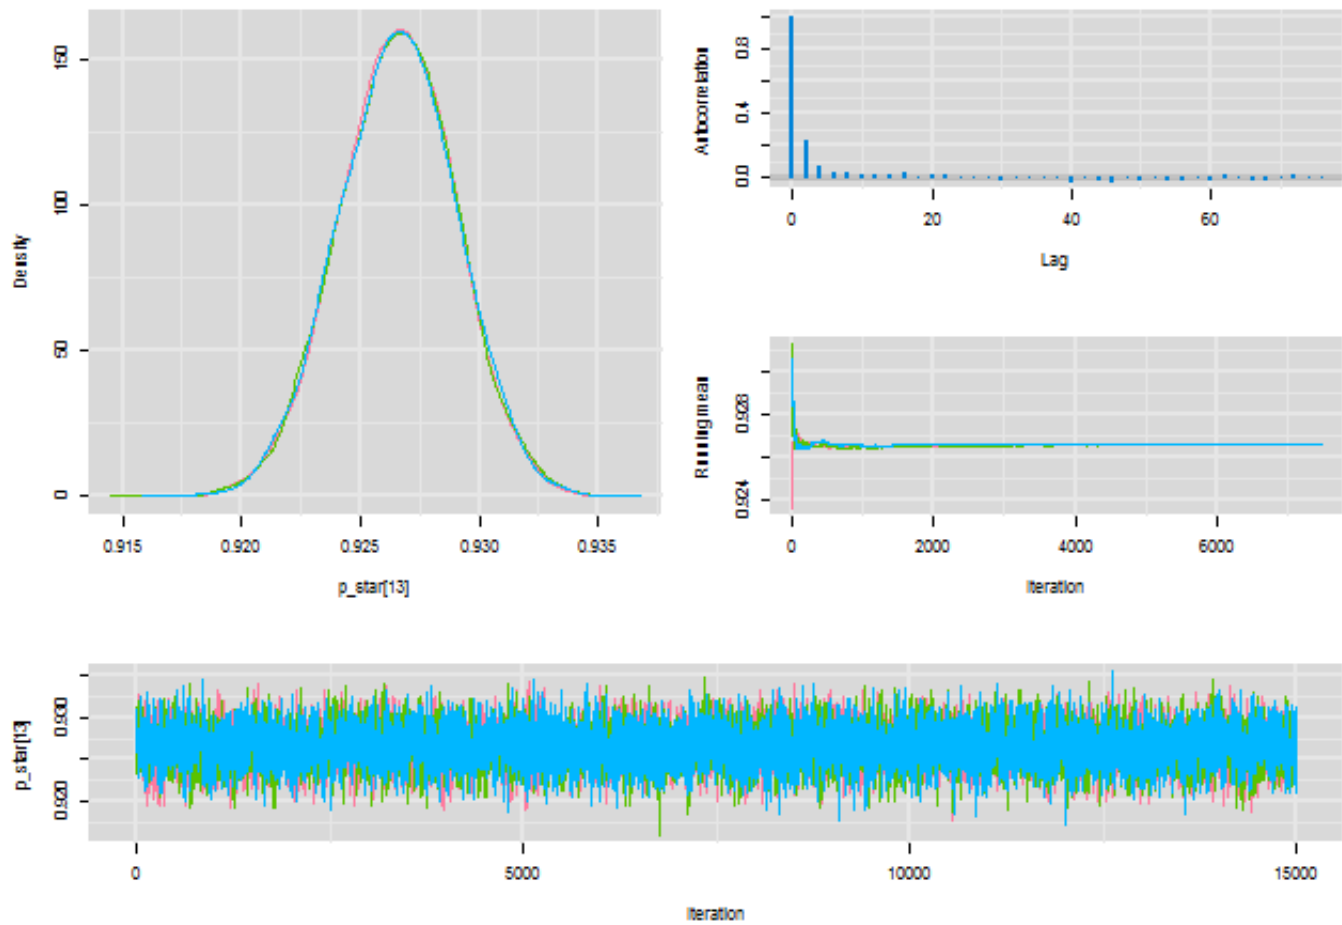 Density
150
100
50
0
0.915 0.920 0.925 0.930 0.935
p_star[13]
Autocorrelation
0.8
0.4
0.0
0 20 40 60
Lag
Running mean
0.928
0.924
0 2000 4000 6000
Iteration
p_star[13]
0.930
0.920
0 5000 10000 15000
Iteration